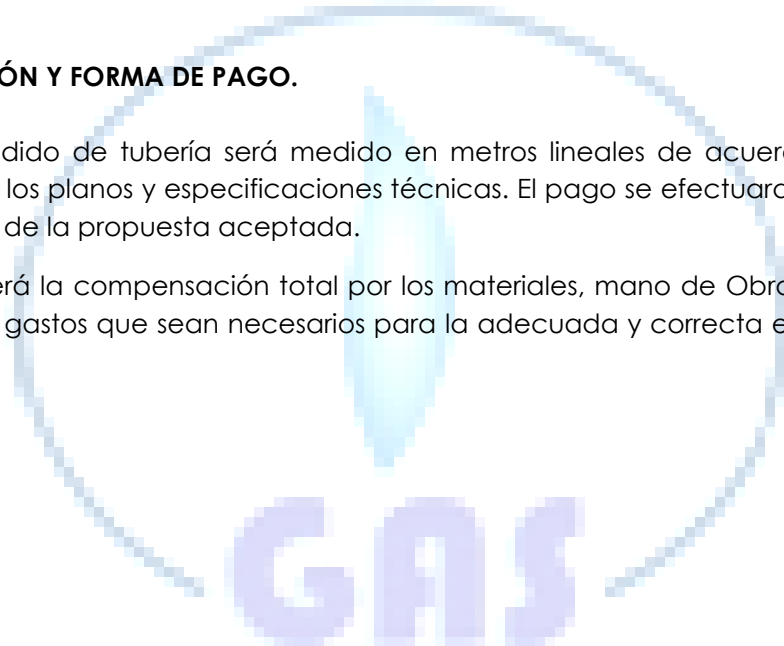 ÓN Y FORMA DE PAGO.
dido de tubería será medido en metros lineales de acuer
los planos y especificaciones técnicas. El pago se efectuara
de la propuesta aceptada.
erá la compensación total por los materiales, mano de Obra
gastos que sean necesarios para la adecuada y correcta e
GAS